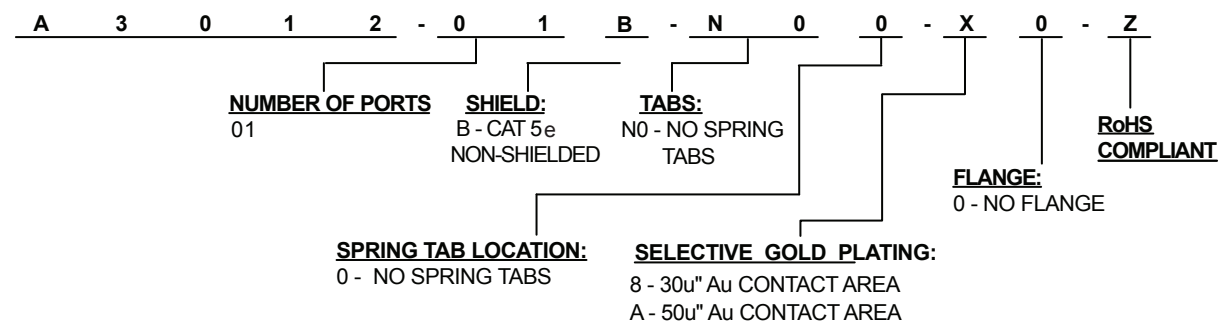 A 3 0 1 2 - 0 1 B - N 0 0 - X 0 - Z
NUMBER OF PORTS
01
SHIELD:
B - CAT 5e
NON-SHIELDED
TABS:
N0 - NO SPRING
TABS
RoHS
COMPLIANT
FLANGE:
0 - NO FLANGE
SPRING TAB LOCATION:
0 - NO SPRING TABS
SELECTIVE GOLD PLATING:
8 - 30u" Au CONTACT AREA
A - 50u" Au CONTACT AREA